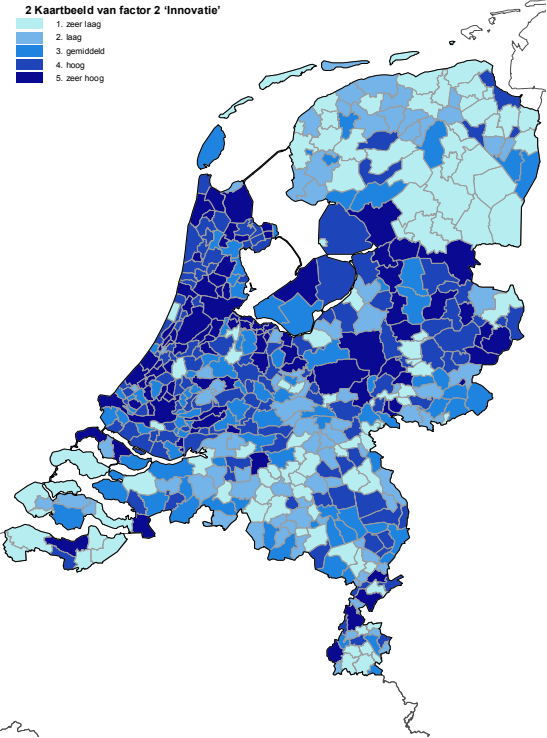 2 Kaartbeeld van factor 2 ‘Innovatie’
1. zeer laag
2. laag
3. gemiddeld
4. hoog
5. zeer hoog